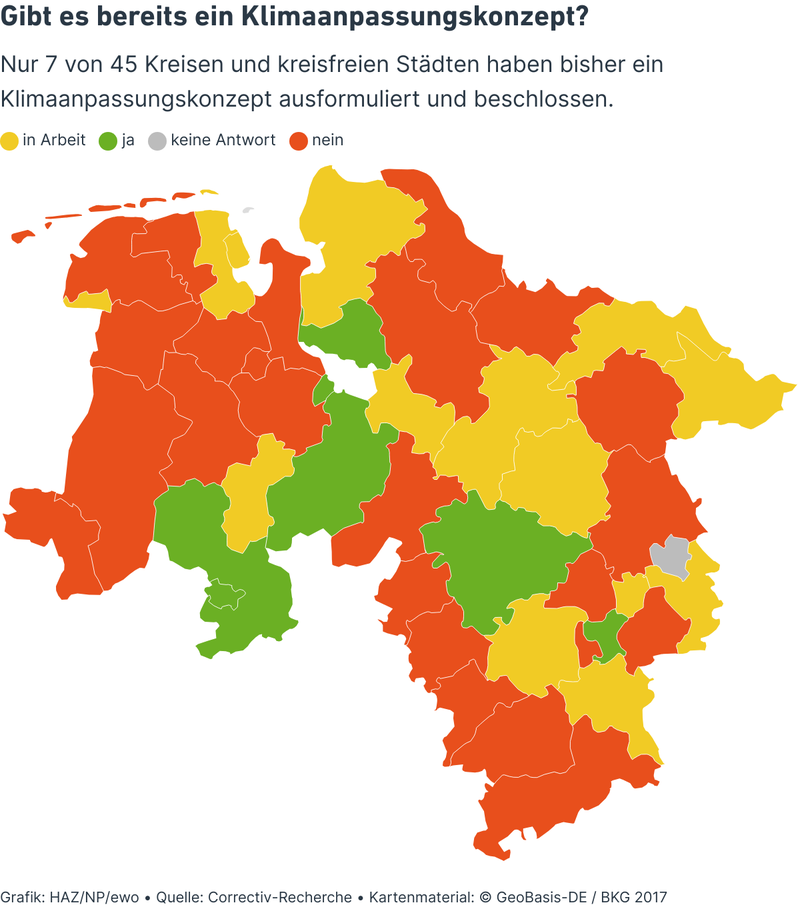 Gibt es bereits ein Klimaanpassungskonzept?
Nur 7 von 45 Kreisen und kreisfreien Städten haben bisher ein
Klimaanpassungskonzept ausformuliert und beschlossen.
in Arbeit ja keine Antwort nein
Grafik: HAZ/NP/ewo • Quelle: Correctiv-Recherche • Kartenmaterial: © GeoBasis-DE / BKG 2017